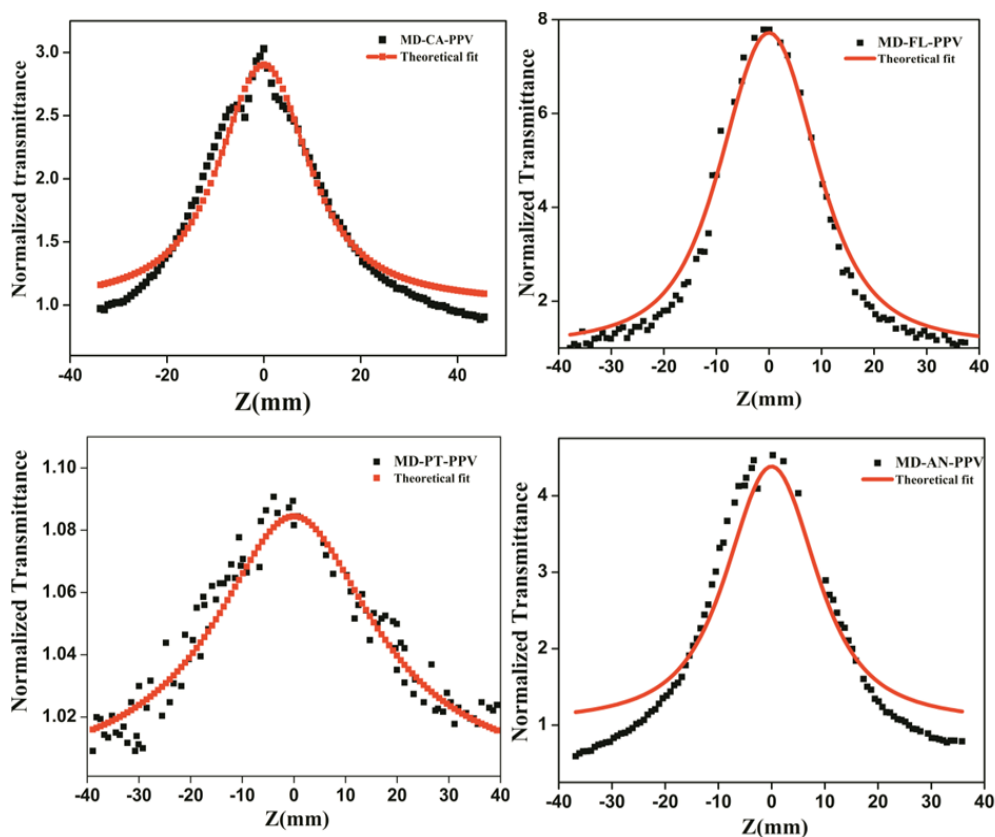 MD-CA-PPV
Theoretical fit
Normalized transmittance
3.0
2.5
2.0
1.5
1.0
-40 -20 0 20 40
Z(mm)
MD-FL-PPV
Theoretical fit
Normalized Transmittance
8
6
4
2
-40 -30 -20 -10 0 10 20 30 40
Z(mm)
MD-PT-PPV
Theoretical fit
Normalized Transmittance
1.10
1.08
1.06
1.04
1.02
-40 -30 -20 -10 0 10 20 30 40
Z(mm)
MD-AN-PPV
Theoretical fit
Normalized Transmittance
4
3
4
1
-40 -30 -20 -10 0 10 20 30 40
Z(mm)